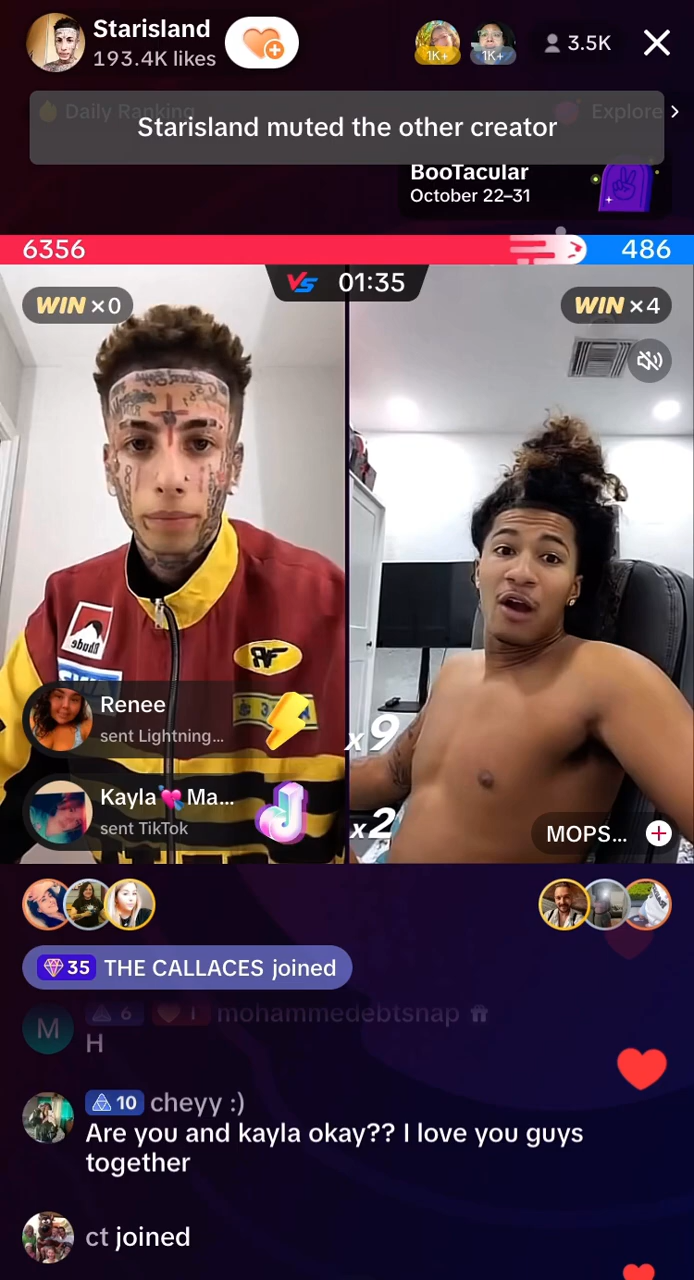 Starisland
193.4K likes
1K+
1K+
3.5K
Daily Ranking
Explore
Starisland muted the other creator
BooTacular
October 22–31
6356
486
VS 01:35
WIN ×0
WIN ×4
Renee
sent Lightning...
x9
Kayla💘Ma...
sent TikTok
x2
MOPS...
35 THE CALLACES joined
M
6
1
mohammedebtsnap
H
10 cheyy :)
Are you and kayla okay?? I love you guys
together
ct joined